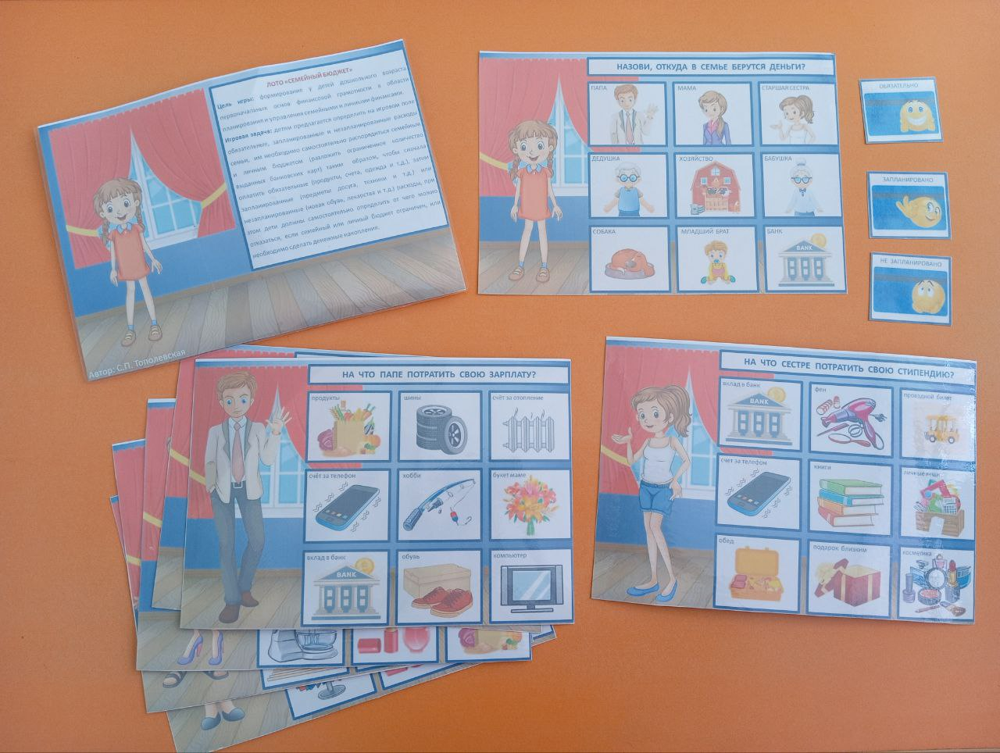 ЛОТО «СЕМЕЙНЫЙ БЮДЖЕТ»
Цель игры: формирование у детей дошкольного возраста
первоначальных основ финансовой грамотности в области
планирования и управления семейными и личными финансами.
Игровая задача: детям предлагается определить на игровом поле
обязательные, запланированные и незапланированные расходы
семьи, им необходимо самостоятельно распорядиться семейным
и личным бюджетом (разложить ограниченное количество
выданных банковских карт) таким образом, чтобы сначала
оплатить обязательные (продукты, счета, одежда и т.д.), затем
запланированные (предметы досуга, техники и т.д.) или
незапланированные (новая обувь, лекарства и т.д.) расходы, при
этом дети должны самостоятельно определить от чего можно
отказаться, если семейный или личный бюджет ограничен, или
необходимо сделать денежные накопления.
Автор: С.П. Тополевская
НАЗОВИ, ОТКУДА В СЕМЬЕ БЕРУТСЯ ДЕНЬГИ?
ПАПА
МАМА
СТАРШАЯ СЕСТРА
ДЕДУШКА
ХОЗЯЙСТВО
БАБУШКА
СОБАКА
МЛАДШИЙ БРАТ
БАНК
BANK
ОБЯЗАТЕЛЬНО
ЗАПЛАНИРОВАНО
НЕ ЗАПЛАНИРОВАНО
НА ЧТО ПАПЕ ПОТРАТИТЬ СВОЮ ЗАРПЛАТУ?
продукты
шины
счёт за отопление
счёт за телефон
хобби
букет маме
вклад в банк
BANK
обувь
компьютер
НА ЧТО СЕСТРЕ ПОТРАТИТЬ СВОЮ СТИПЕНДИЮ?
вклад в банк
BANK
фен
проездной билет
счет за телефон
книги
личные вещи
обед
подарок близким
косметика